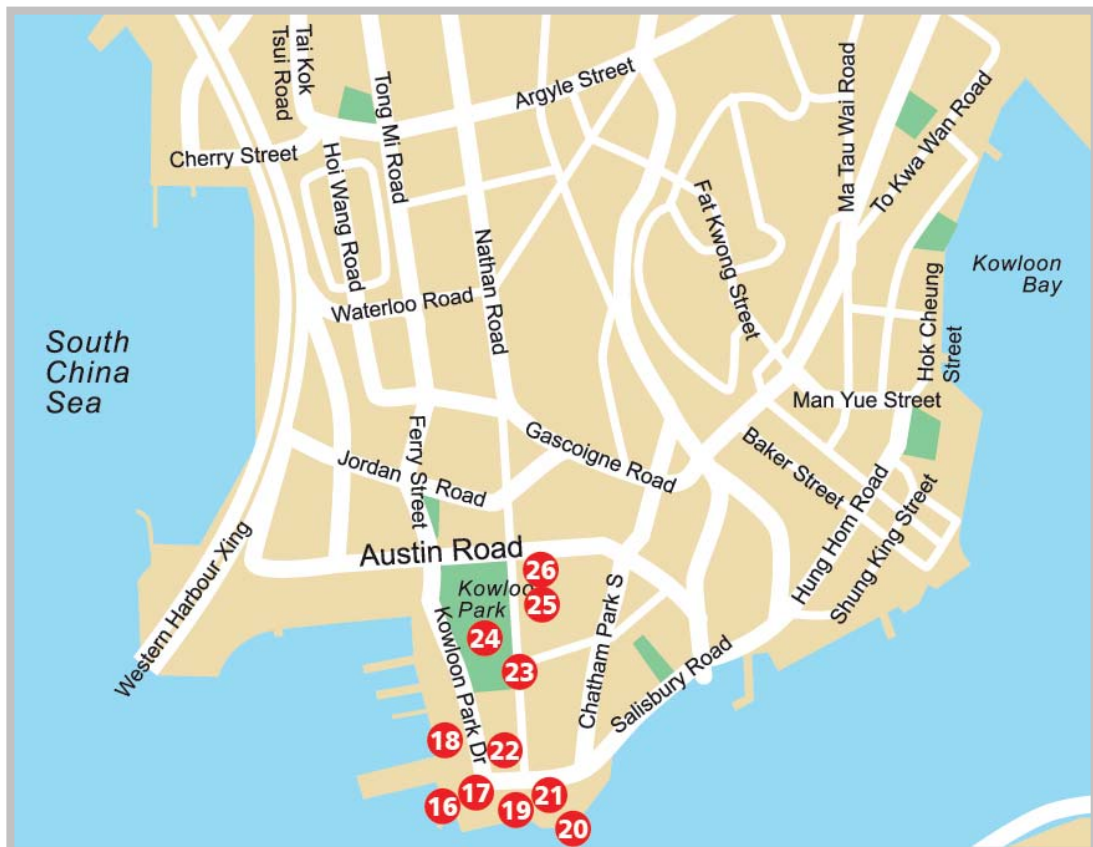 Tai Kok
Tsui Road
Tong Mi Road
Argyle Street
Cherry Street
Hoi Wang Road
Ma Tau Wai Road
To Kwa Wan Road
Fat Kwong Street
Nathan Road
Waterloo Road
Kowloon
Bay
South
China
Sea
Hok Cheung
Street
Man Yue Street
Ferry Street
Jordan Road
Gascoigne Road
Baker Street
Hung Hom Road
Shung King Street
Western Harbour Xing
Austin Road
26
Kowloon
Park
25
24
23
Kowloon Park Dr
Chatham Park S
Salisbury Road
18
22
17
16
19
21
20